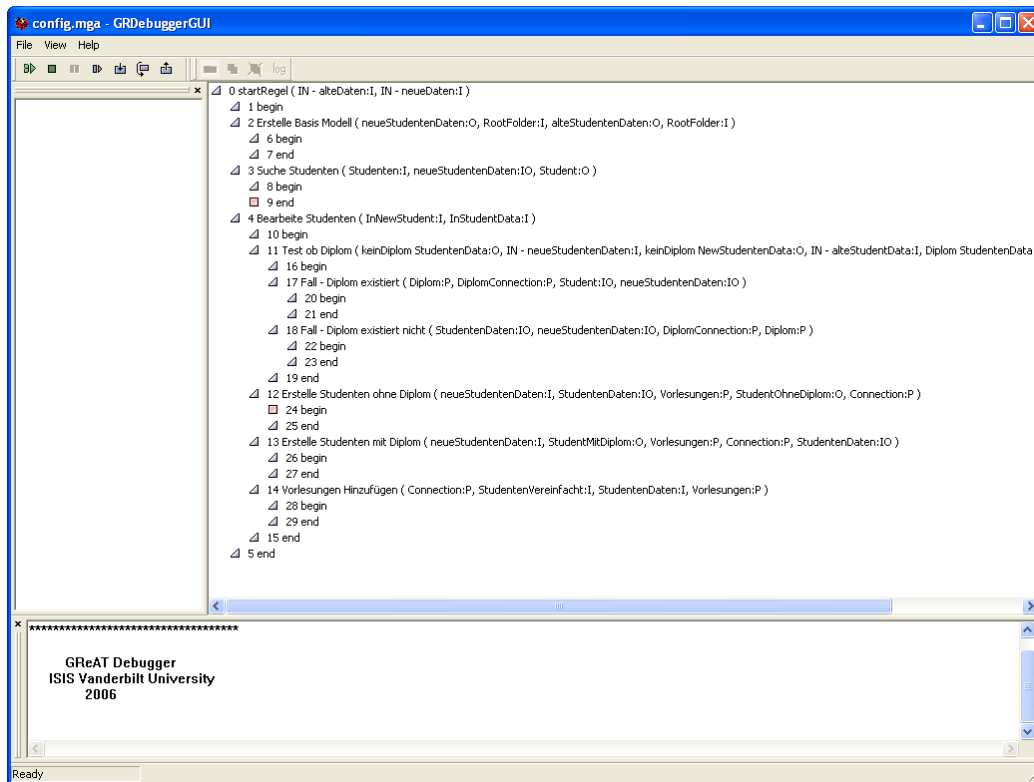 config.mga - GRDebuggerGUI
File View Help
log
0 startRegel ( IN - alteDaten:I, IN - neueDaten:I )
1 begin
2 Erstelle Basis Modell ( neueStudentenDaten:O, RootFolder:I, alteStudentenDaten:O, RootFolder:I )
6 begin
7 end
3 Suche Studenten ( Studenten:I, neueStudentenDaten:IO, Student:O )
8 begin
9 end
4 Bearbeite Studenten ( InNewStudent:I, InStudentData:I )
10 begin
11 Test ob Diplom ( keinDiplom StudentenData:O, IN - neueStudentenDaten:I, keinDiplom NewStudentenData:O, IN - alteStudentData:I, Diplom StudentenData
16 begin
17 Fall - Diplom existiert ( Diplom:P, DiplomConnection:P, Student:IO, neueStudentenDaten:IO )
20 begin
21 end
18 Fall - Diplom existiert nicht ( StudentenDaten:IO, neueStudentenDaten:IO, DiplomConnection:P, Diplom:P )
22 begin
23 end
19 end
12 Erstelle Studenten ohne Diplom ( neueStudentenDaten:I, StudentenDaten:IO, Vorlesungen:P, StudentOhneDiplom:O, Connection:P )
24 begin
25 end
13 Erstelle Studenten mit Diplom ( neueStudentenDaten:I, StudentMitDiplom:O, Vorlesungen:P, Connection:P, StudentenDaten:IO )
26 begin
27 end
14 Vorlesungen Hinzufügen ( Connection:P, StudentenVereinfacht:I, StudentenDaten:I, Vorlesungen:P )
28 begin
29 end
15 end
5 end
***********************************
GReAT Debugger
ISIS Vanderbilt University
2006
Ready